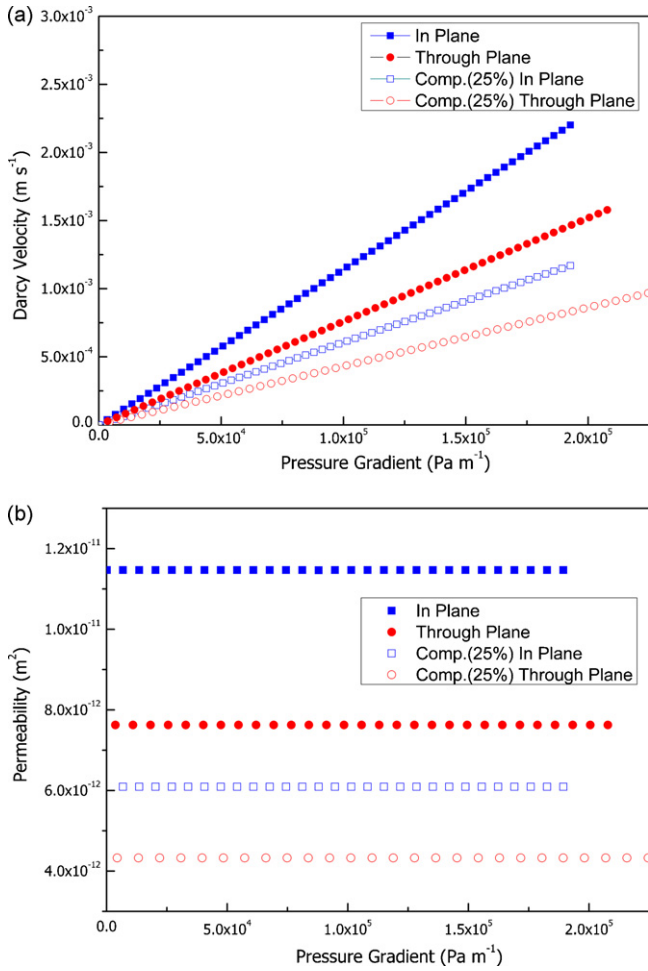 (a)
3.0x10⁻³
2.5x10⁻³
2.0x10⁻³
1.5x10⁻³
1.0x10⁻³
5.0x10⁻⁴
0.0
Darcy Velocity (m s⁻¹)
In Plane
Through Plane
Comp.(25%) In Plane
Comp.(25%) Through Plane
0.0
5.0x10⁴
1.0x10⁵
1.5x10⁵
2.0x10⁵
Pressure Gradient (Pa m⁻¹)
(b)
1.2x10⁻¹¹
1.0x10⁻¹¹
8.0x10⁻¹²
6.0x10⁻¹²
4.0x10⁻¹²
Permeability (m²)
In Plane
Through Plane
Comp.(25%) In Plane
Comp.(25%) Through Plane
0.0
5.0x10⁴
1.0x10⁵
1.5x10⁵
2.0x10⁵
Pressure Gradient (Pa m⁻¹)